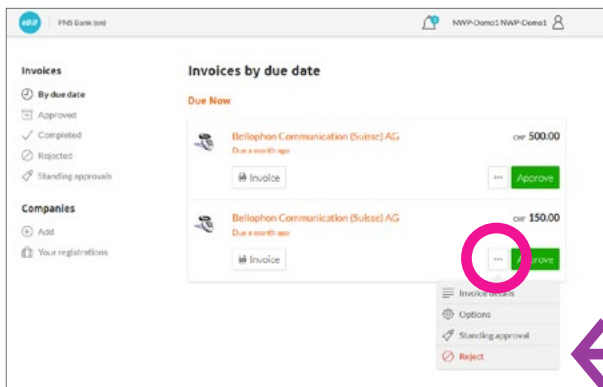 eBill
PNS Bank (en)
NWP-Demo1 NWP-Demo1
Invoices
By due date
Approved
Completed
Rejected
Standing approvals
Companies
Add
Your registrations
Invoices by due date
Due Now
Bellophon Communication (Suisse) AG
CHF 500.00
Due a month ago
Invoice
... Approve
Bellophon Communication (Suisse) AG
CHF 150.00
Due a month ago
Invoice
... Approve
Invoice details
Options
Standing approval
Reject